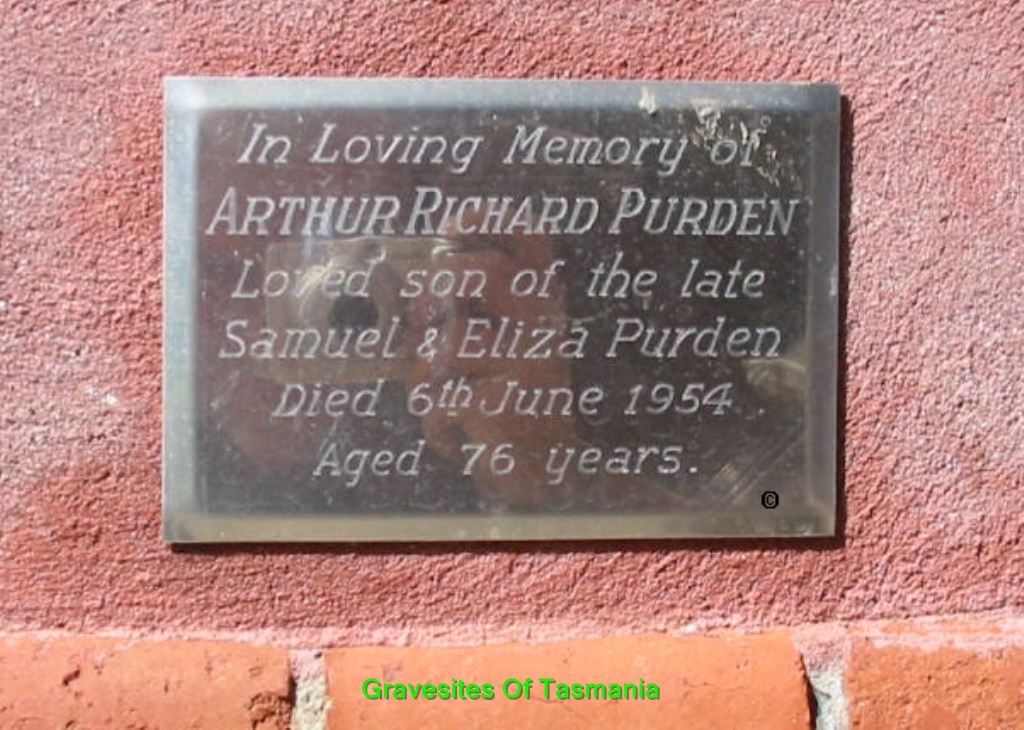 In Loving Memory of
ARTHUR RICHARD PURDEN
Loved son of the late
Samuel & Eliza Purden
Died 6th June 1954
Aged 76 years.
©
Gravesites Of Tasmania